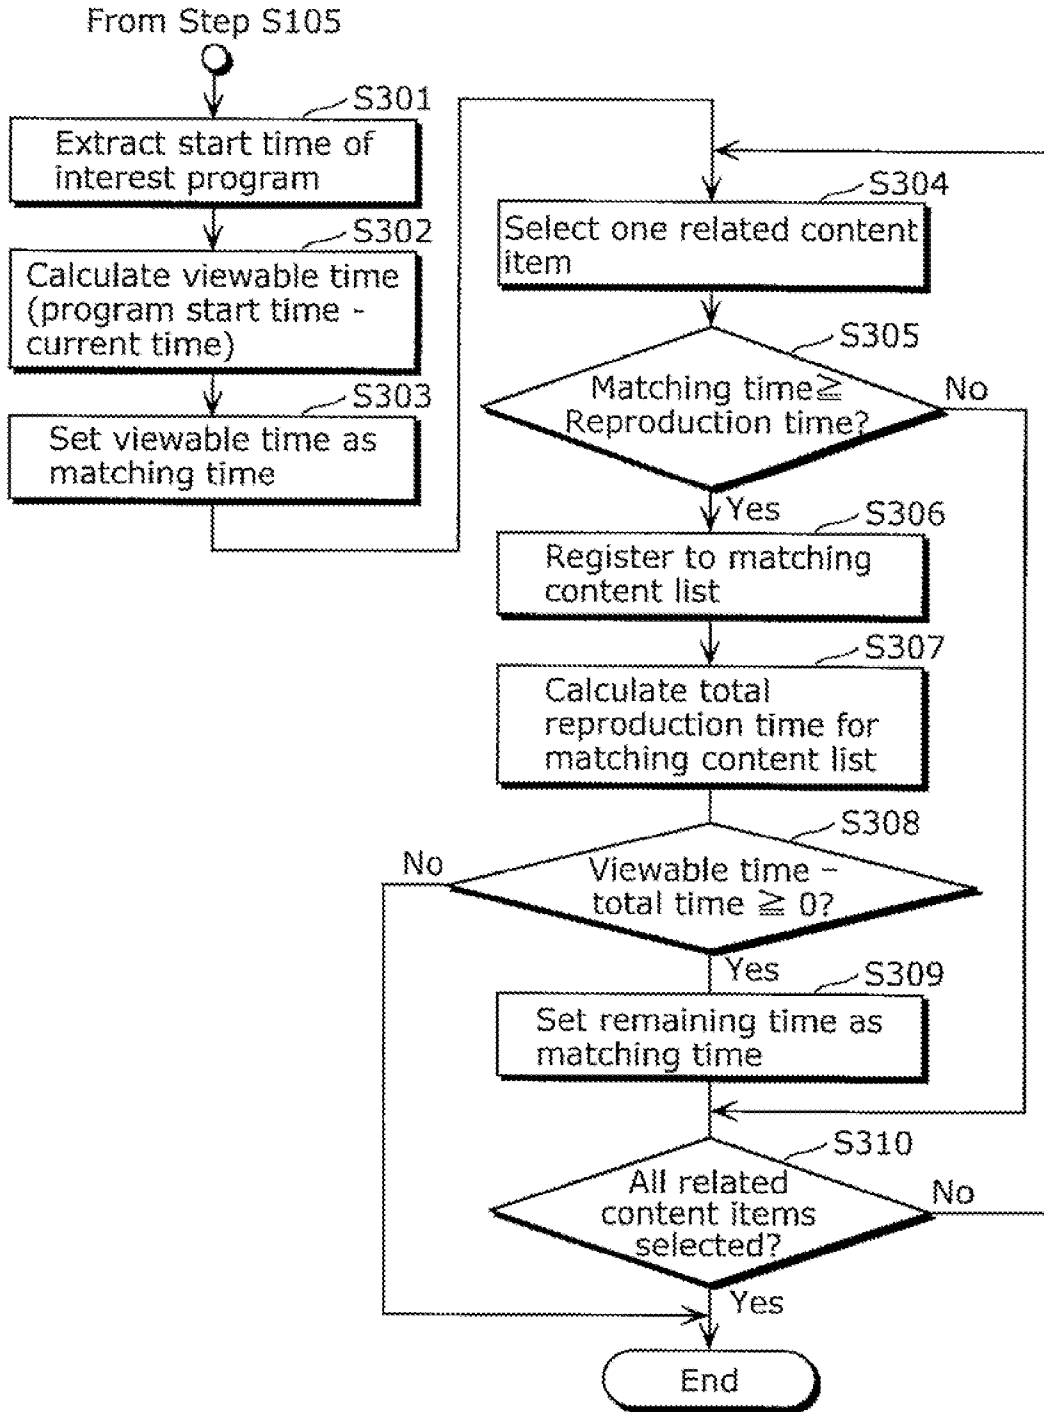 From Step S105
S301
Extract start time of
interest program
S302
Calculate viewable time
(program start time -
current time)
S303
Set viewable time as
matching time
S304
Select one related content
item
S305
Matching time≧
Reproduction time?
No
Yes
S306
Register to matching
content list
S307
Calculate total
reproduction time for
matching content list
S308
No
Viewable time –
total time ≧ 0?
Yes
S309
Set remaining time as
matching time
S310
All related
content items
selected?
No
Yes
End